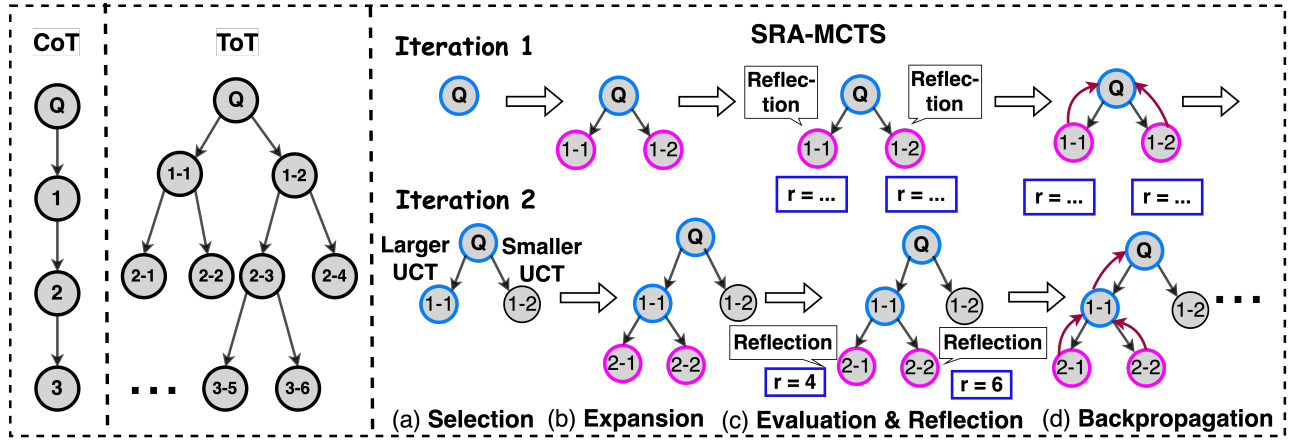 CoT
Q
1
2
3
ToT
Q
1-1
1-2
2-1
2-2
2-3
2-4
...
3-5
3-6
SRA-MCTS
Iteration 1
Q
Q
1-1
1-2
Reflec-
tion
Reflec-
tion
Q
1-1
1-2
r = ...
r = ...
Q
1-1
1-2
r = ...
r = ...
Iteration 2
Larger
UCT
Q
Smaller
UCT
1-1
1-2
Q
1-1
1-2
2-1
2-2
Q
1-1
1-2
Reflection
2-1
2-2
Reflection
r = 4
r = 6
Q
1-1
1-2
2-1
2-2
...
(a) Selection
(b) Expansion
(c) Evaluation & Reflection
(d) Backpropagation